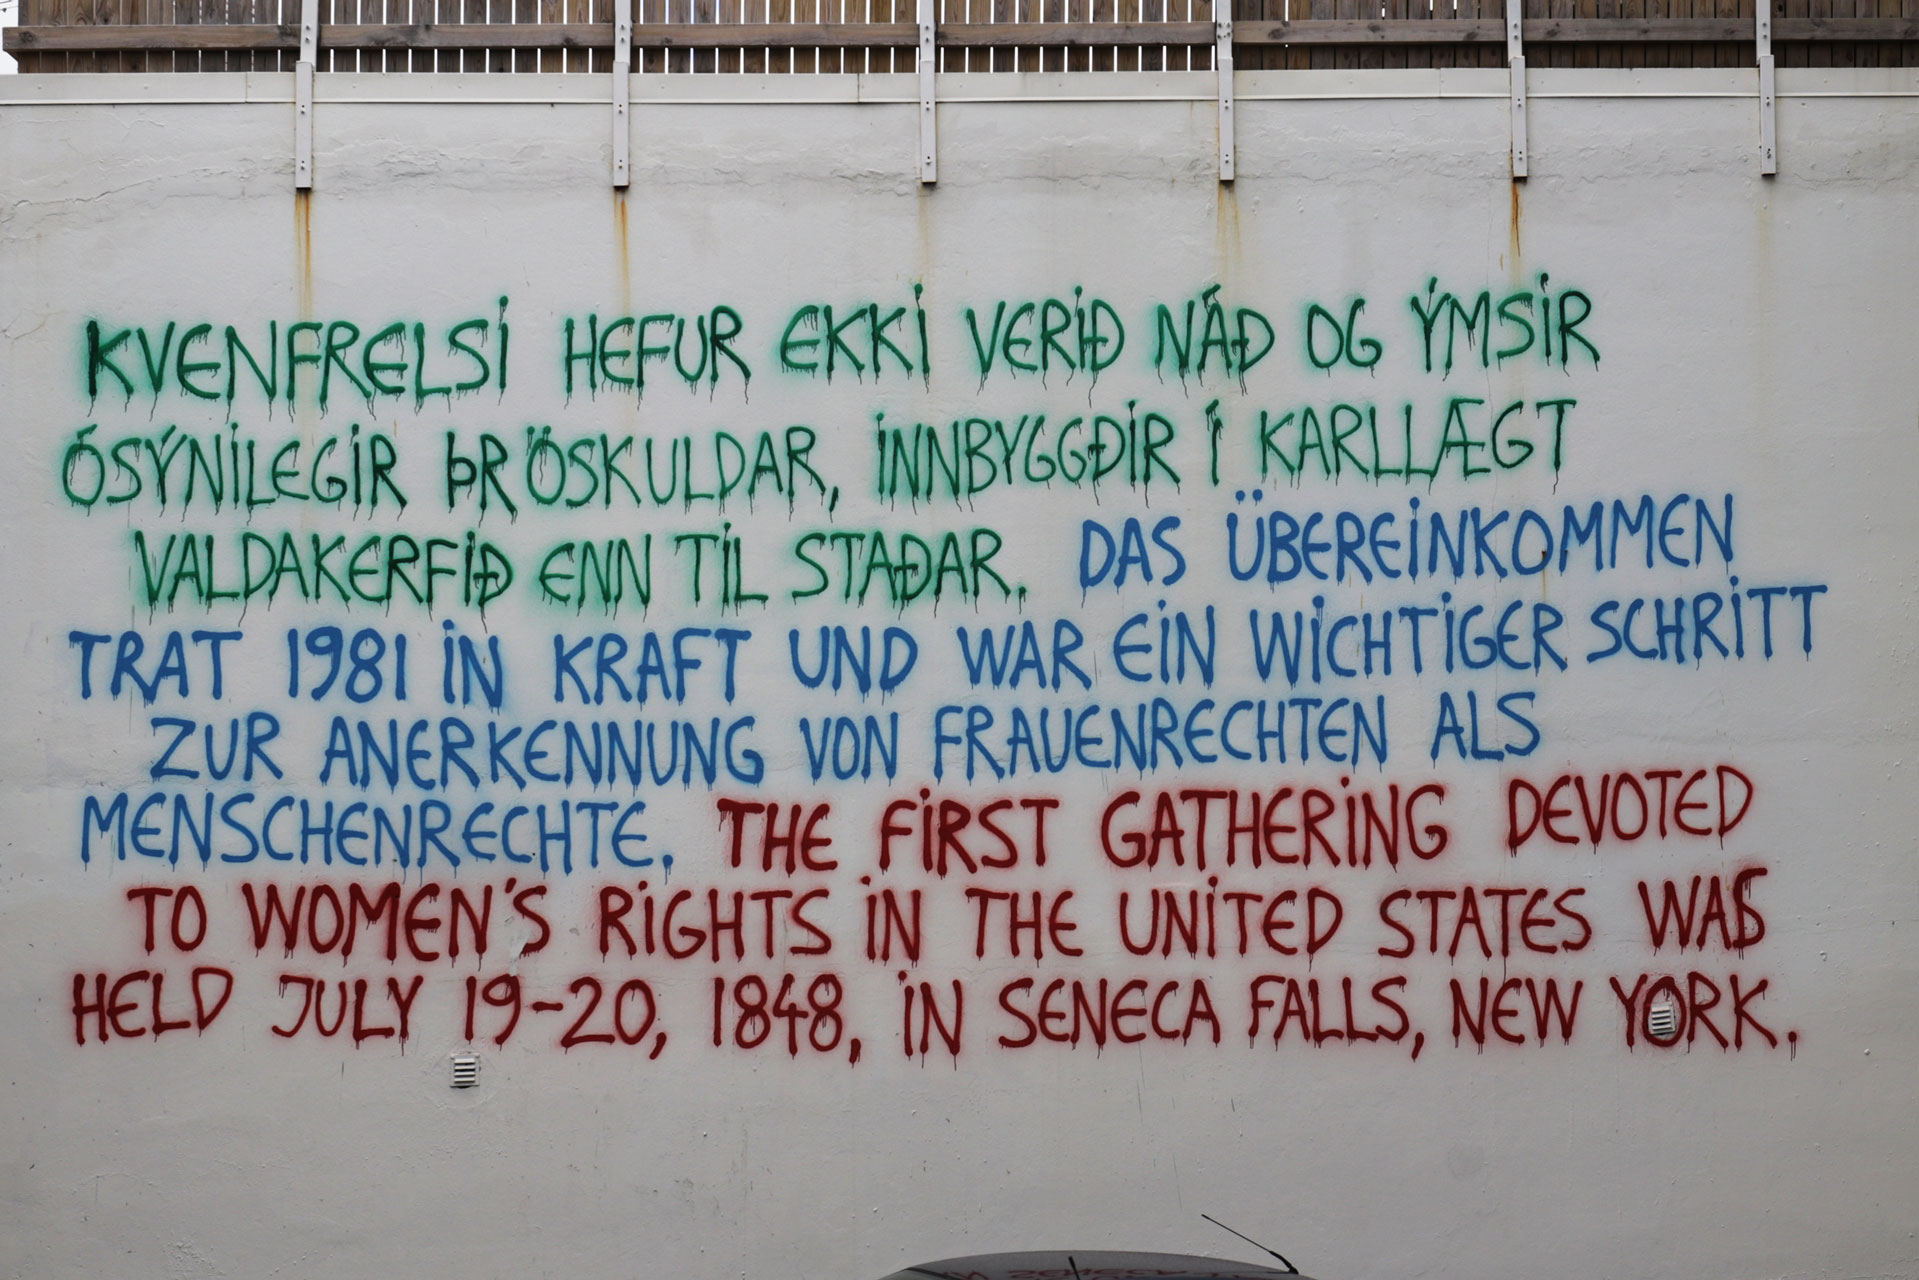 KVENFRELSI HEFUR EKKI VERIÐ NÁÐ OG ÝMSIR
ÓSÝNILEGIR ÞRÖSKULDAR, INNBYGGÐIR Í KARLLÆGT
VALDAKERFIÐ ENN TIL STAÐAR. DAS ÜBEREINKOMMEN
TRAT 1981 IN KRAFT UND WAR EIN WICHTIGER SCHRITT
ZUR ANERKENNUNG VON FRAUENRECHTEN ALS
MENSCHENRECHTE. THE FIRST GATHERING DEVOTED
TO WOMEN'S RIGHTS IN THE UNITED STATES WAS
HELD JULY 19-20, 1848, IN SENECA FALLS, NEW YORK.